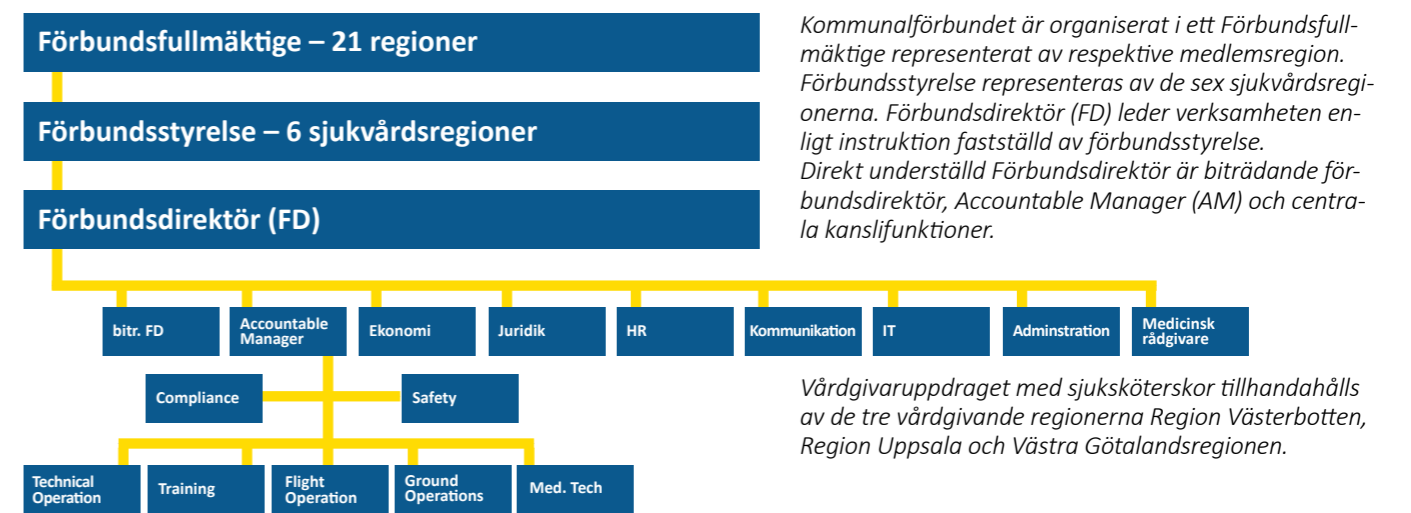 Förbundsfullmäktige – 21 regioner
Förbundsstyrelse – 6 sjukvårdsregioner
Förbundsdirektör (FD)
Kommunalförbundet är organiserat i ett Förbundsfull-
mäktige representerat av respektive medlemsregion.
Förbundsstyrelse representeras av de sex sjukvårdsregi-
onerna. Förbundsdirektör (FD) leder verksamheten en-
ligt instruktion fastställd av förbundsstyrelse.
Direkt underställd Förbundsdirektör är biträdande för-
bundsdirektör, Accountable Manager (AM) och centra-
la kanslifunktioner.
bitr. FD
Accountable
Manager
Ekonomi
Juridik
HR
Kommunikation
IT
Adminstration
Medicinsk
rådgivare
Compliance
Safety
Vårdgivaruppdraget med sjuksköterskor tillhandahålls
av de tre vårdgivande regionerna Region Västerbotten,
Region Uppsala och Västra Götalandsregionen.
Technical
Operation
Training
Flight
Operation
Ground
Operations
Med. Tech